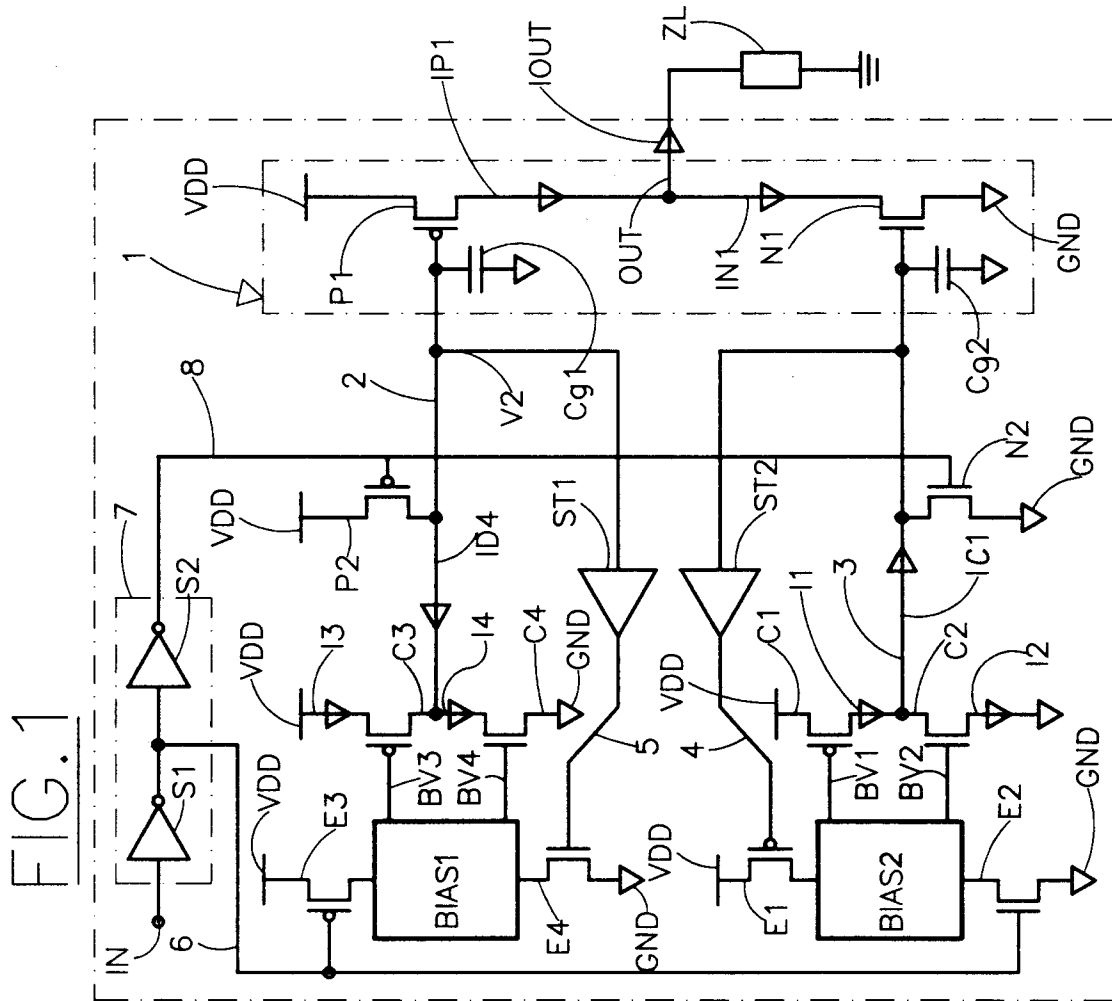 FIG.1
IN
6
S1
S2
7
8
VDD
E3
VDD
I3
VDD
P2
VDD
1
P1
IP1
IOUT
ZL
BIAS1
BV3
BV4
C3
I4
ID4
2
V2
Cg1
C4
GND
E4
GND
5
ST1
OUT
IN1
4
ST2
VDD
E1
VDD
C1
BIAS2
BV1
BV2
I1
3
IC1
C2
I2
E2
GND
N2
GND
Cg2
N1
GND